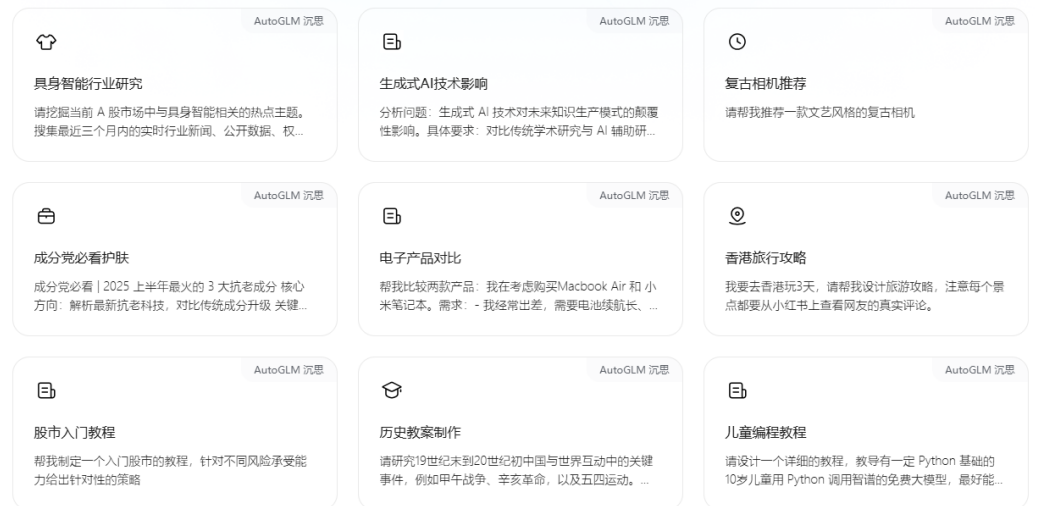 AutoGLM 沉思
具身智能行业研究
请挖掘当前 A 股市场中与具身智能相关的热点主题。
搜集最近三个月内的实时行业新闻、公开数据、权...
AutoGLM 沉思
生成式AI技术影响
分析问题：生成式 AI 技术对未来知识生产模式的颠覆
性影响。具体要求：对比传统学术研究与 AI 辅助研...
AutoGLM 沉思
复古相机推荐
请帮我推荐一款文艺风格的复古相机
AutoGLM 沉思
成分党必看护肤
成分党必看 | 2025 上半年最火的 3 大抗老成分 核心
方向：解析最新抗老科技，对比传统成分升级 关键...
AutoGLM 沉思
电子产品对比
帮我比较两款产品：我在考虑购买Macbook Air 和 小
米笔记本。需求：- 我经常出差，需要电池续航长、...
AutoGLM 沉思
香港旅行攻略
我要去香港玩3天，请帮我设计旅游攻略，注意每个景
点都要从小红书上查看网友的真实评论。
AutoGLM 沉思
股市入门教程
帮我制定一个入门股市的教程，针对不同风险承受能
力给出针对性的策略
AutoGLM 沉思
历史教案制作
请研究19世纪末到20世纪初中国与世界互动中的关键
事件，例如甲午战争、辛亥革命，以及五四运动。...
AutoGLM 沉思
儿童编程教程
请设计一个详细的教程，教导有一定 Python 基础的
10岁儿童用 Python 调用智谱的免费大模型，最好能...